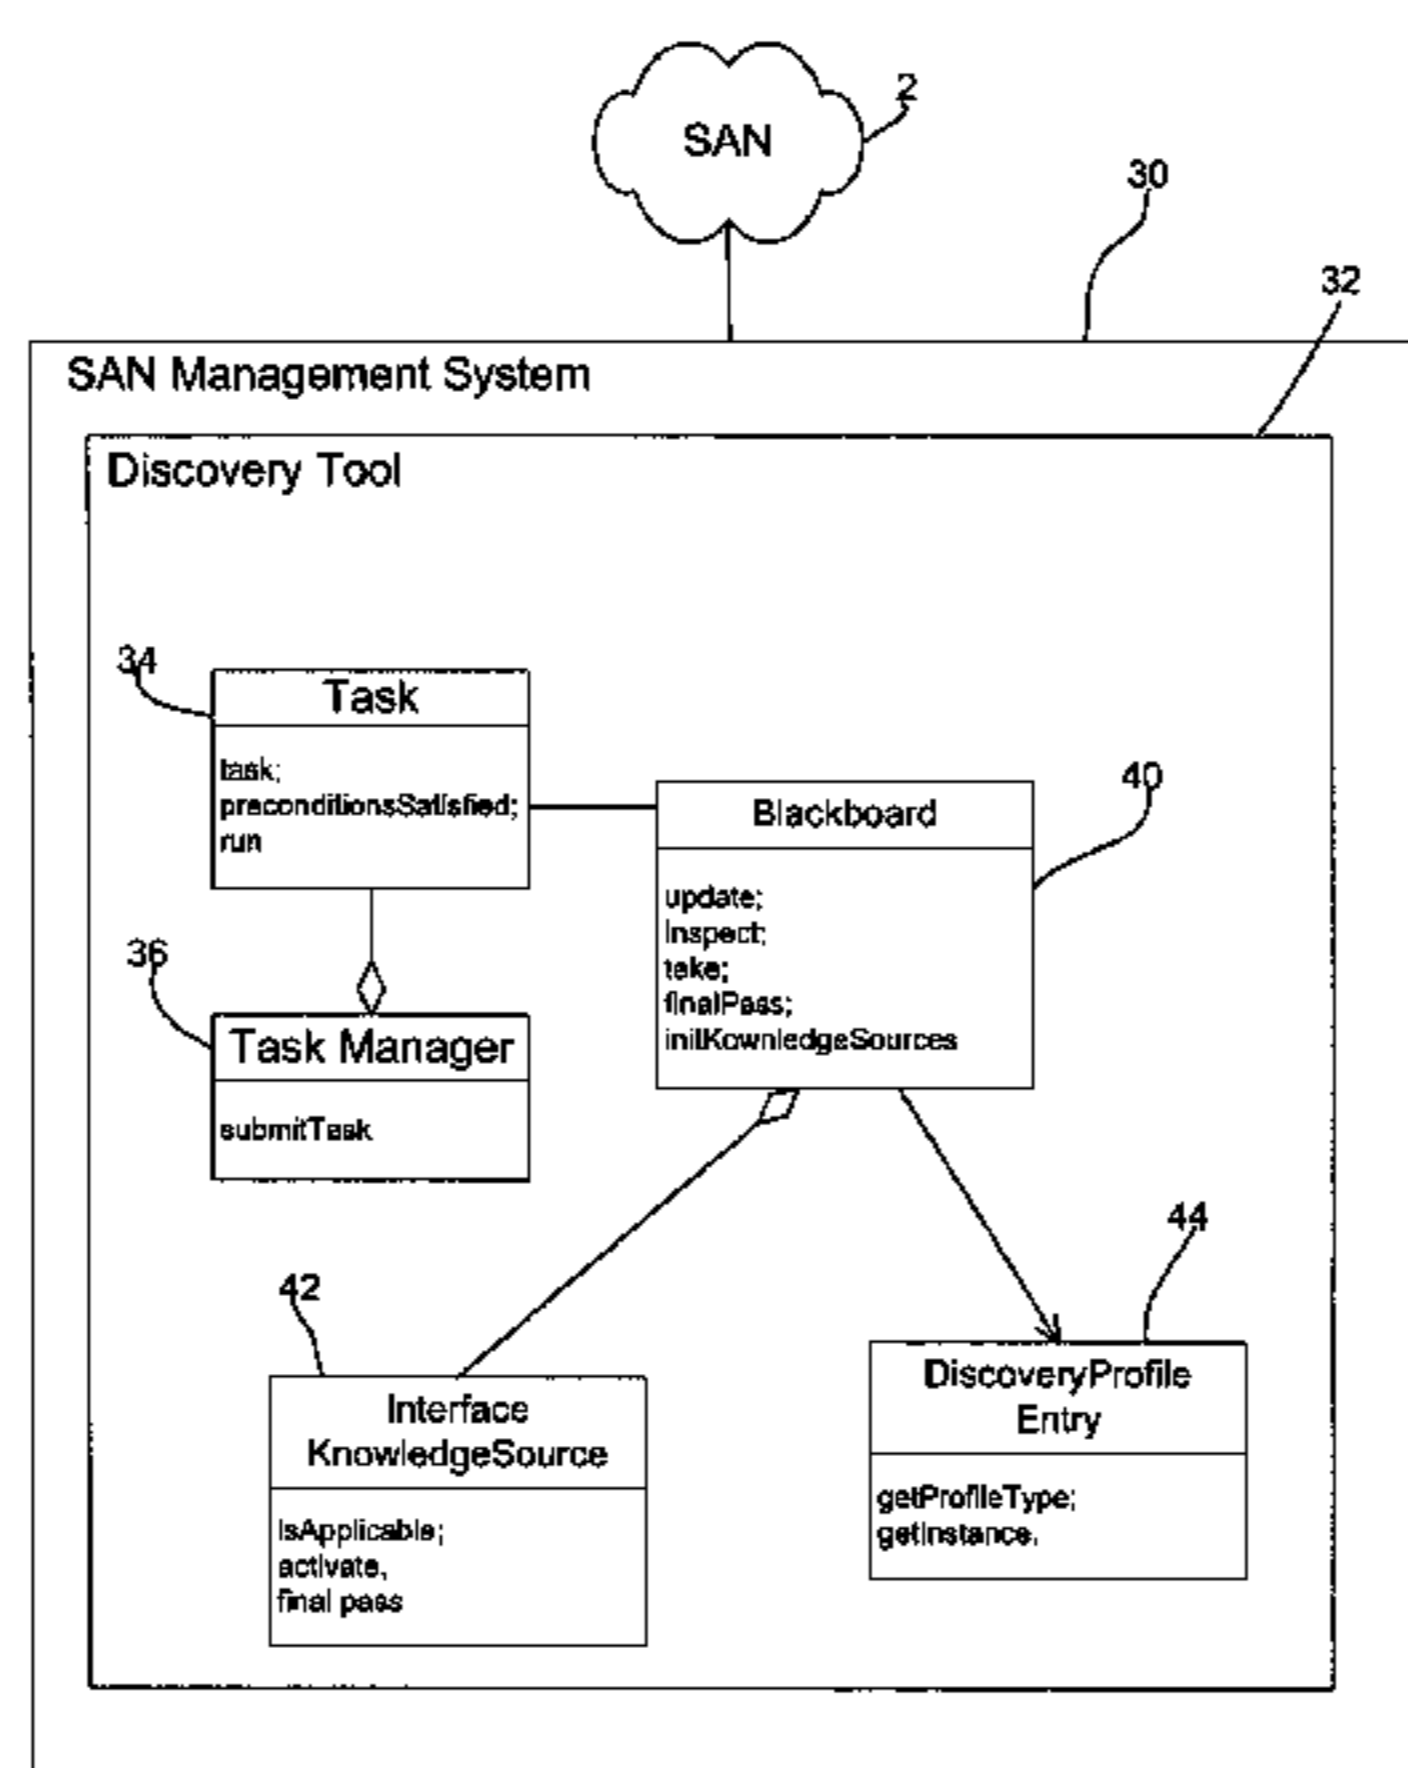 SAN
2
30
32
SAN Management System
Discovery Tool
34
Task
task;
preconditionsSatisfied;
run
40
Blackboard
update;
inspect;
take;
finalPass;
initKownledgeSources
36
Task Manager
submitTask
42
Interface
KnowledgeSource
isApplicable;
activate,
final pass
44
DiscoveryProfile
Entry
getProfileType;
getInstance,